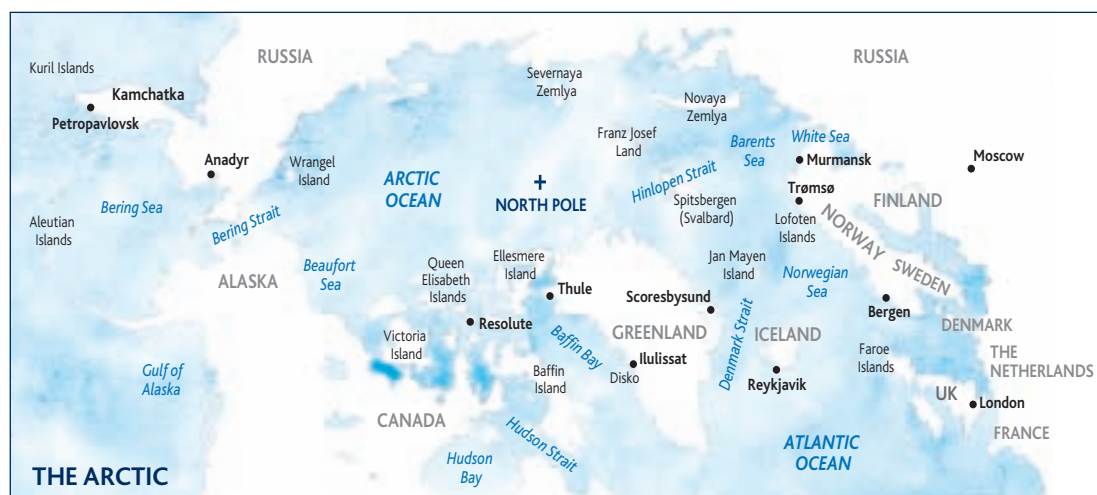 RUSSIA
RUSSIA
Kuril Islands
Kamchatka
Petropavlovsk
Severnaya
Zemlya
Novaya
Zemlya
Franz Josef
Land
Barents
Sea
White Sea
Murmansk
Moscow
Anadyr
Wrangel
Island
ARCTIC
OCEAN
NORTH POLE
Hinlopen Strait
Spitsbergen
(Svalbard)
Trømsø
FINLAND
Lofoten
Islands
NORWAY
SWEDEN
Bering Sea
Aleutian
Islands
Bering Strait
ALASKA
Beaufort
Sea
Queen
Elisabeth
Islands
Ellesmere
Island
Thule
Jan Mayen
Island
Norwegian
Sea
Scoresbysund
Bergen
Resolute
GREENLAND
Denmark Strait
ICELAND
DENMARK
Victoria
Island
Baffin Bay
Ilulissat
Disko
Reykjavik
Faroe
Islands
THE
NETHERLANDS
Gulf of
Alaska
Baffin
Island
UK
London
CANADA
Hudson Strait
FRANCE
ATLANTIC
OCEAN
Hudson
Bay
THE ARCTIC